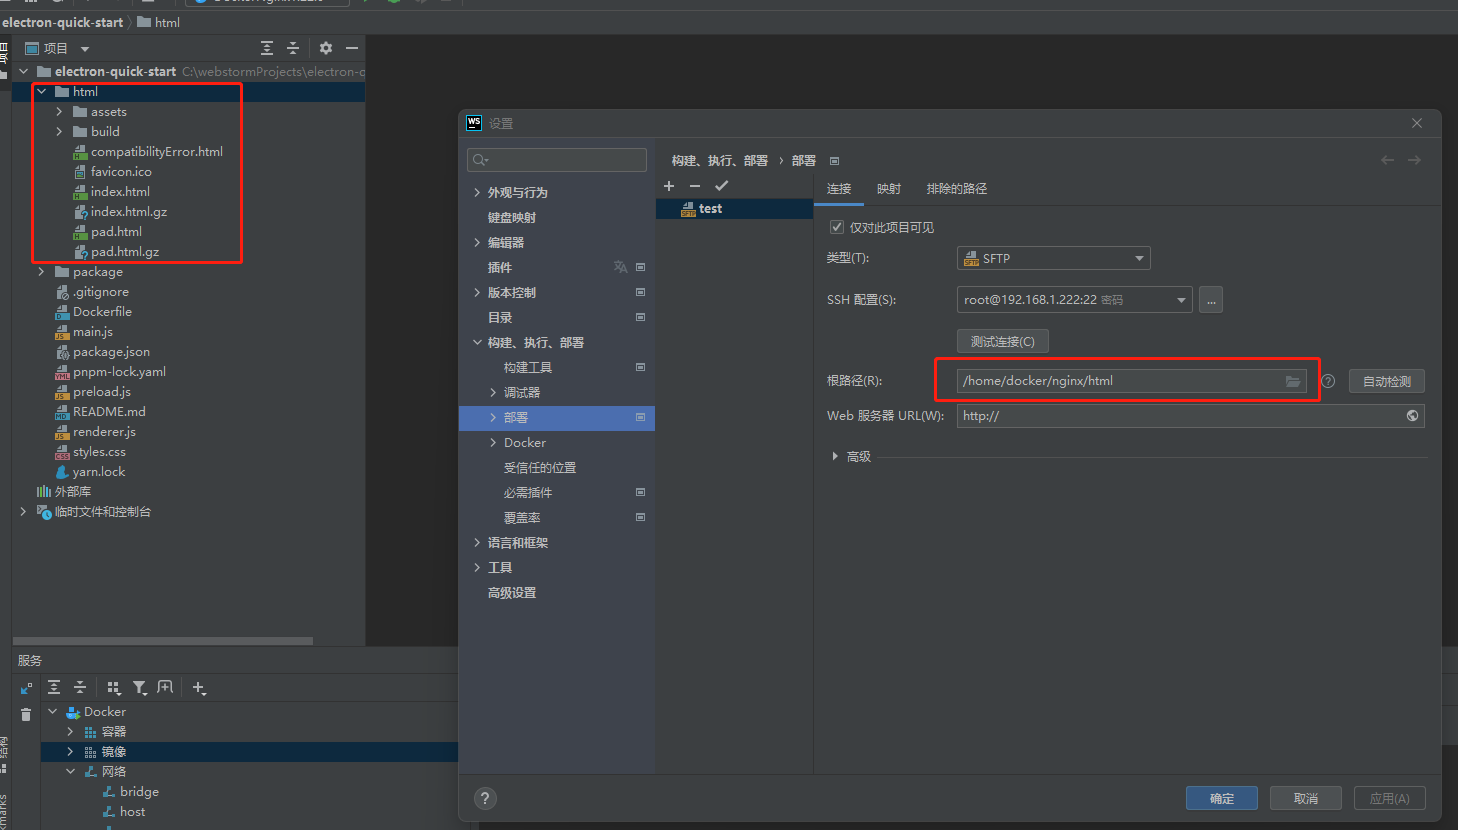 electron-quick-start
html
项目
electron-quick-start C:\webstormProjects\electron-
html
assets
build
compatibilityError.html
favicon.ico
index.html
index.html.gz
pad.html
pad.html.gz
package
.gitignore
Dockerfile
main.js
package.json
pnpm-lock.yaml
preload.js
README.md
renderer.js
styles.css
yarn.lock
外部库
临时文件和控制台
服务
Docker
容器
镜像
网络
bridge
host
WS
设置
外观与行为
键盘映射
编辑器
插件
版本控制
目录
构建、执行、部署
构建工具
调试器
部署
Docker
受信任的位置
必需插件
覆盖率
语言和框架
工具
高级设置
构建、执行、部署 › 部署
test
连接 映射 排除的路径
仅对此项目可见
类型(T): SFTP
SSH 配置(S): root@192.168.1.222:22 密码 ...
测试连接(C)
根路径(R): /home/docker/nginx/html ? 自动检测
Web 服务器 URL(W): http://
高级
? 确定 取消 应用(A)